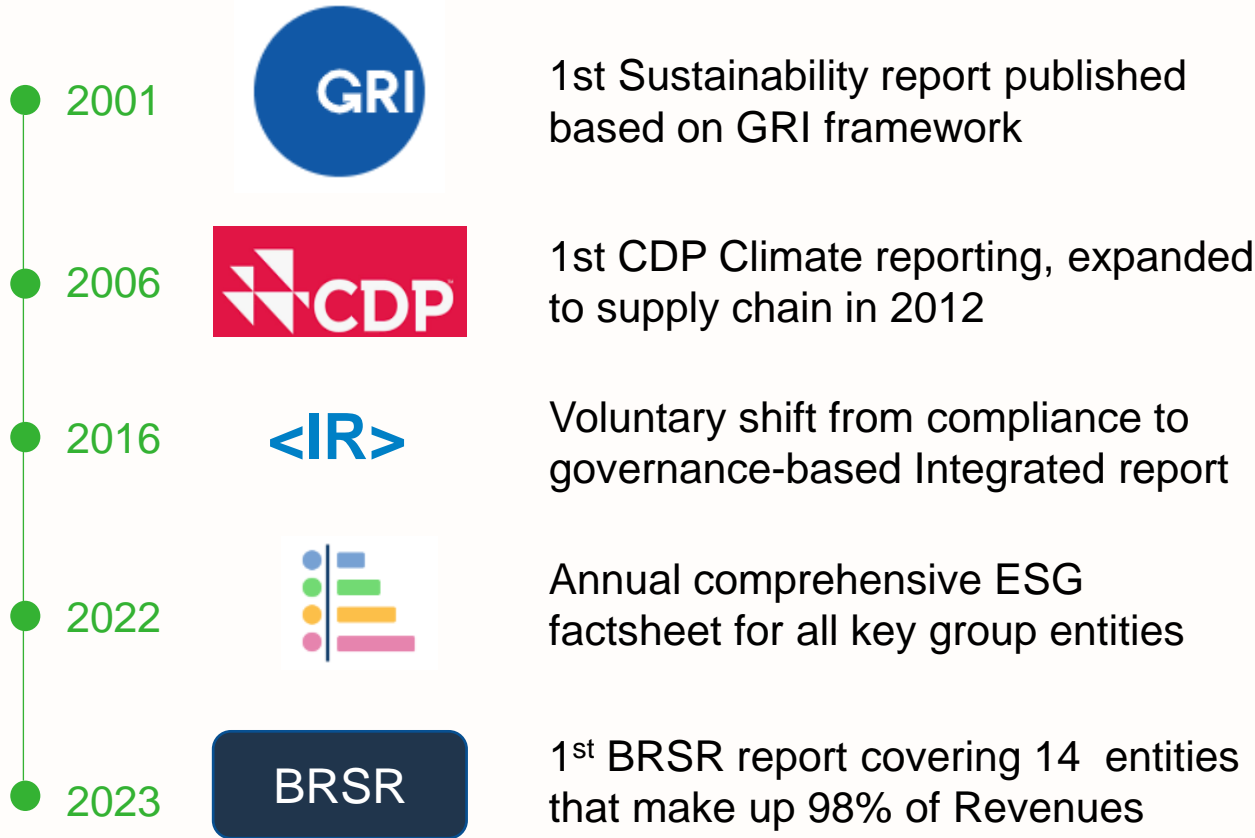 2001
GRI
1st Sustainability report published
based on GRI framework
2006
CDP™
1st CDP Climate reporting, expanded
to supply chain in 2012
2016
<IR>
Voluntary shift from compliance to
governance-based Integrated report
2022
Annual comprehensive ESG
factsheet for all key group entities
2023
BRSR
1st BRSR report covering 14 entities
that make up 98% of Revenues